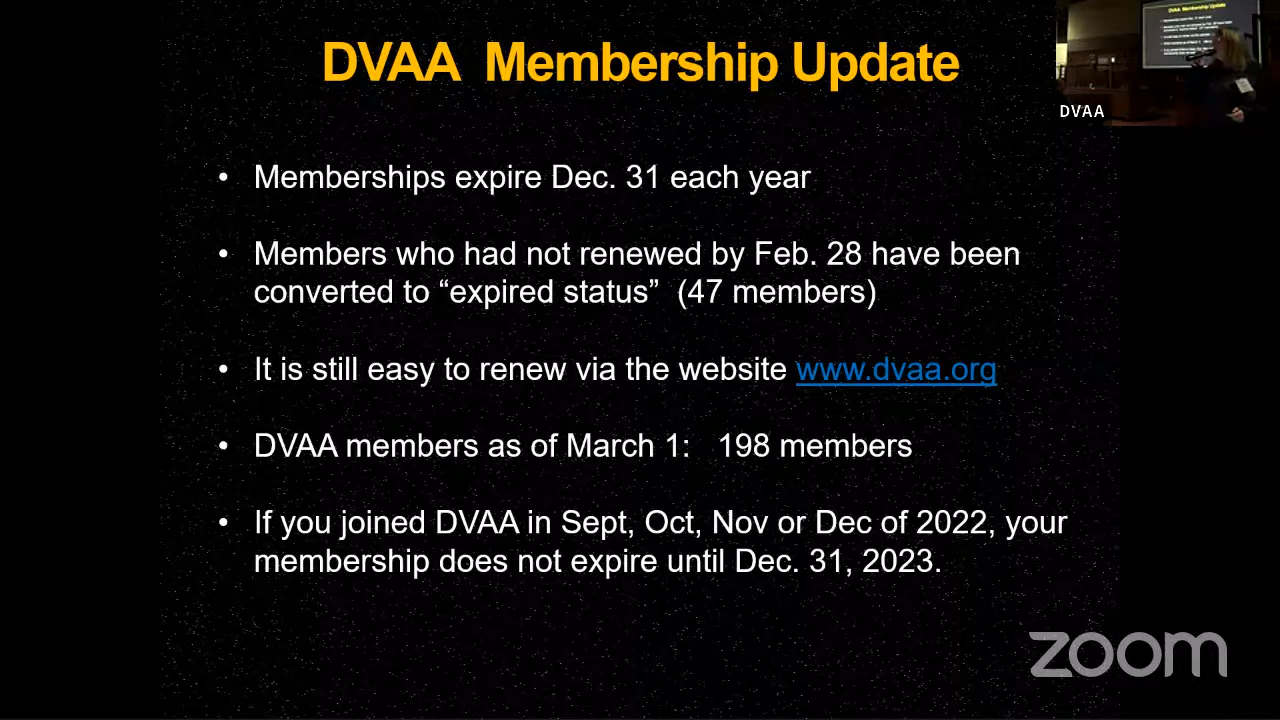 DVAA Membership Update
DVAA
• Memberships expire Dec. 31 each year
• Members who had not renewed by Feb. 28 have been
converted to “expired status” (47 members)
• It is still easy to renew via the website www.dvaa.org
• DVAA members as of March 1: 198 members
• If you joined DVAA in Sept, Oct, Nov or Dec of 2022, your
membership does not expire until Dec. 31, 2023.
zoom